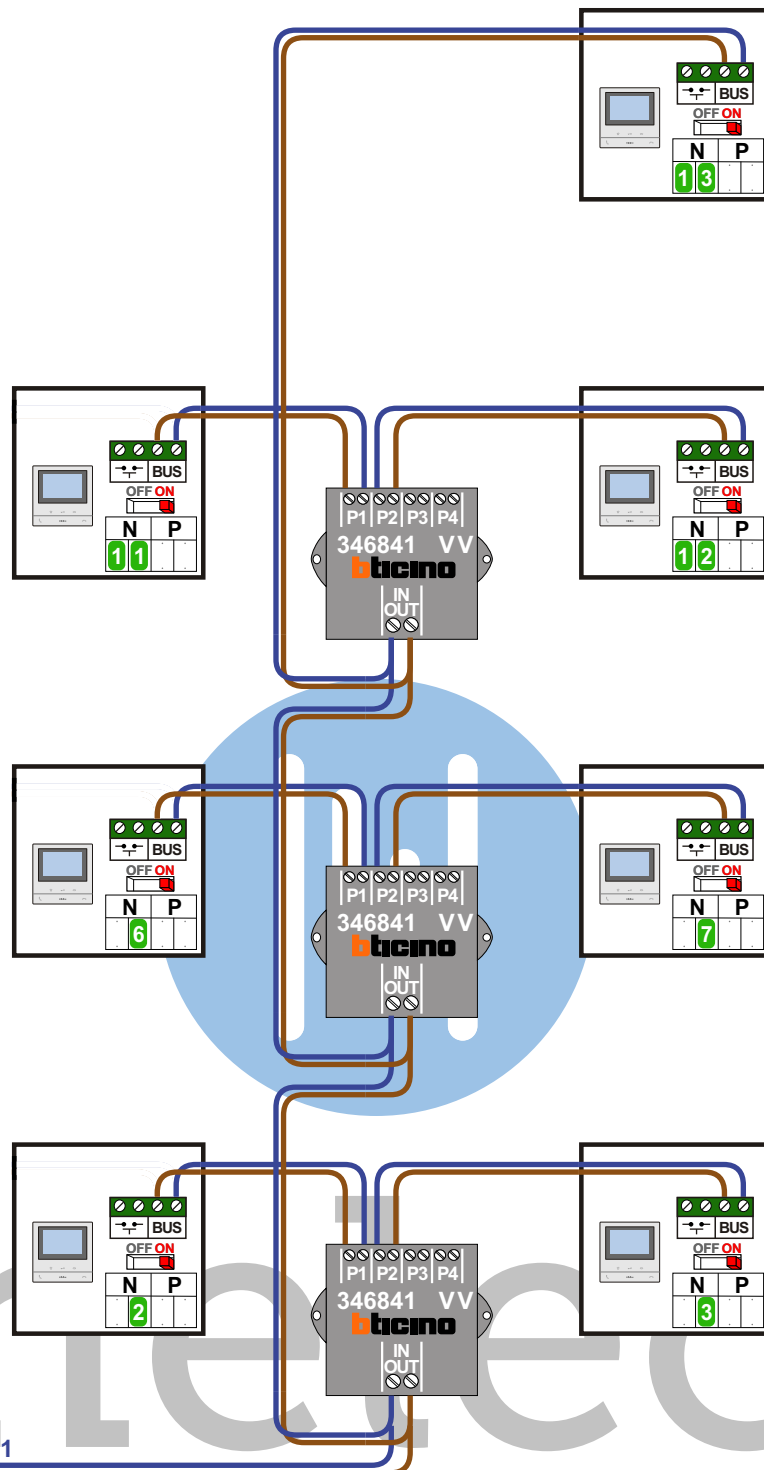 BUS
OFF ON
N P
1 3
BUS
OFF ON
N P
1 1
P1 P2 P3 P4
346841 VV
bticino
IN
OUT
BUS
OFF ON
N P
1 2
BUS
OFF ON
N P
6
P1 P2 P3 P4
346841 VV
bticino
IN
OUT
BUS
OFF ON
N P
7
BUS
OFF ON
N P
2
P1 P2 P3 P4
346841 VV
bticino
IN
OUT
BUS
OFF ON
N P
3
1